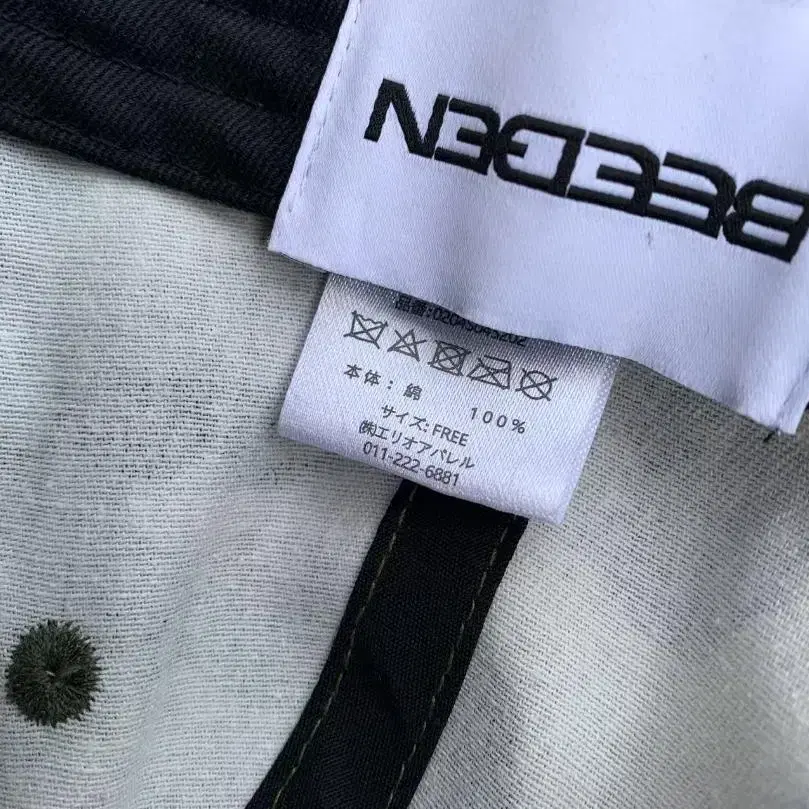 BEEDEN
品番:
本体: 綿 100%
サイズ: FREE
㈱エリオアパレル
011-222-6881